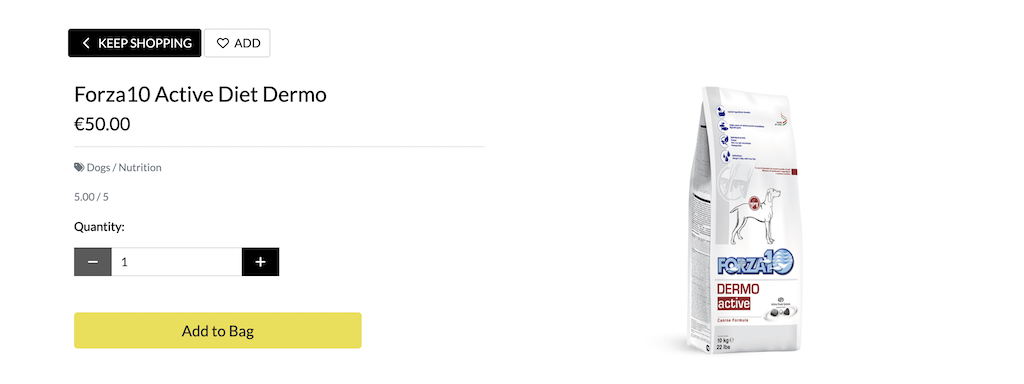 KEEP SHOPPING
ADD
Forza10 Active Diet Dermo
€50.00
Dogs / Nutrition
5.00 / 5
Quantity:
1
Add to Bag
FORZA10
DERMO
active
Canine Formula
10 kg e
22 lbs